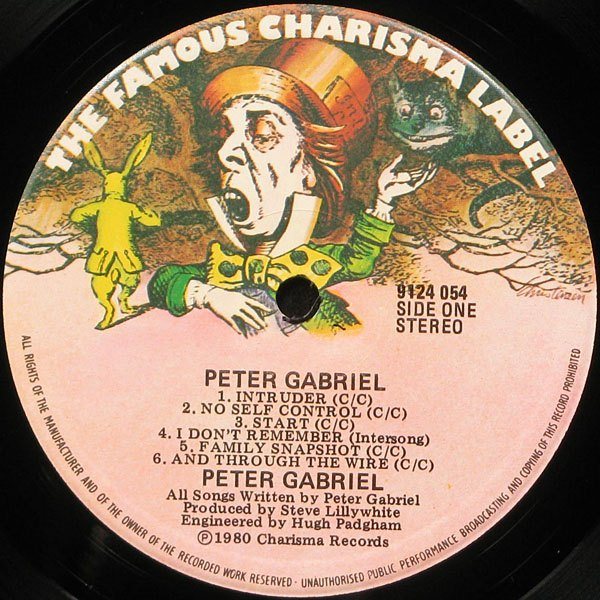 THE FAMOUS CHARISMA LABEL
Christensen
9124 054
SIDE ONE
STEREO
PETER GABRIEL
1. INTRUDER (C/C)
2. NO SELF CONTROL (C/C)
3. START (C/C)
4. I DON'T REMEMBER (Intersong)
5. FAMILY SNAPSHOT (C/C)
6. AND THROUGH THE WIRE (C/C)
PETER GABRIEL
All Songs Written by Peter Gabriel
Produced by Steve Lillywhite
Engineered by Hugh Padgham
Ⓟ1980 Charisma Records
ALL RIGHTS OF THE MANUFACTURER AND OF THE OWNER OF THE RECORDED WORK RESERVED - UNAUTHORISED PUBLIC PERFORMANCE BROADCASTING AND COPYING OF THIS RECORD PROHIBITED